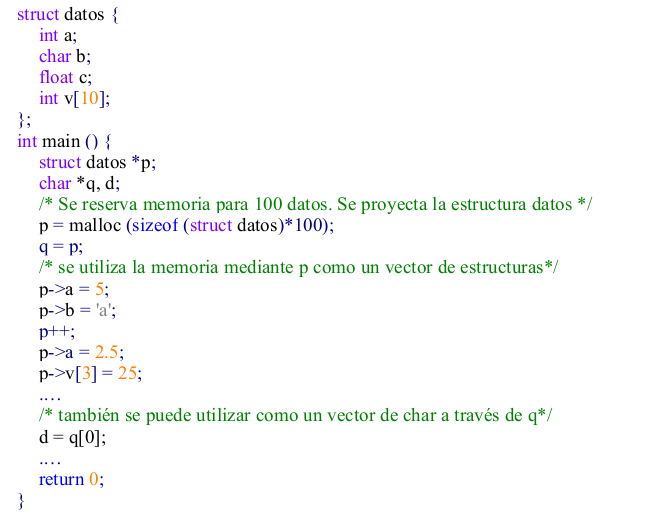 struct datos {
int a;
char b;
float c;
int v[10];
};
int main () {
struct datos *p;
char *q, d;
/* Se reserva memoria para 100 datos. Se proyecta la estructura datos */
p = malloc (sizeof (struct datos)*100);
q = p;
/* se utiliza la memoria mediante p como un vector de estructuras*/
p->a = 5;
p->b = 'a';
p++;
p->a = 2.5;
p->v[3] = 25;
....
/* también se puede utilizar como un vector de char a través de q*/
d = q[0];
....
return 0;
}